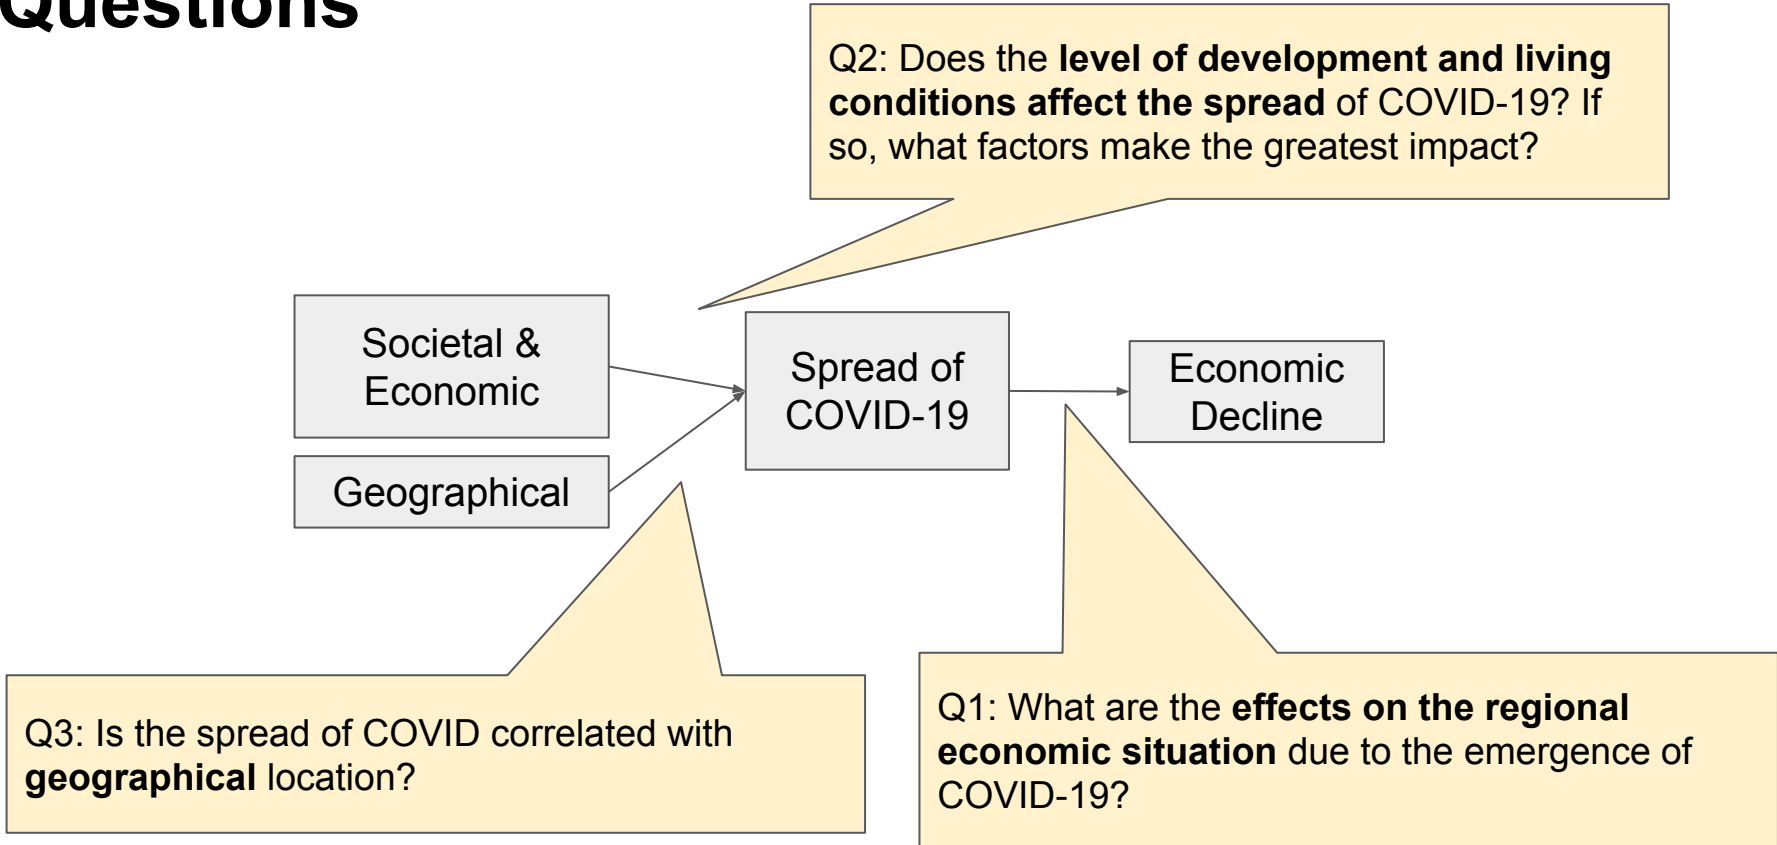 Questions
Q2: Does the level of development and living
conditions affect the spread of COVID-19? If
so, what factors make the greatest impact?
Societal &
Economic
Geographical
Spread of
COVID-19
Economic
Decline
Q3: Is the spread of COVID correlated with
geographical location?
Q1: What are the effects on the regional
economic situation due to the emergence of
COVID-19?